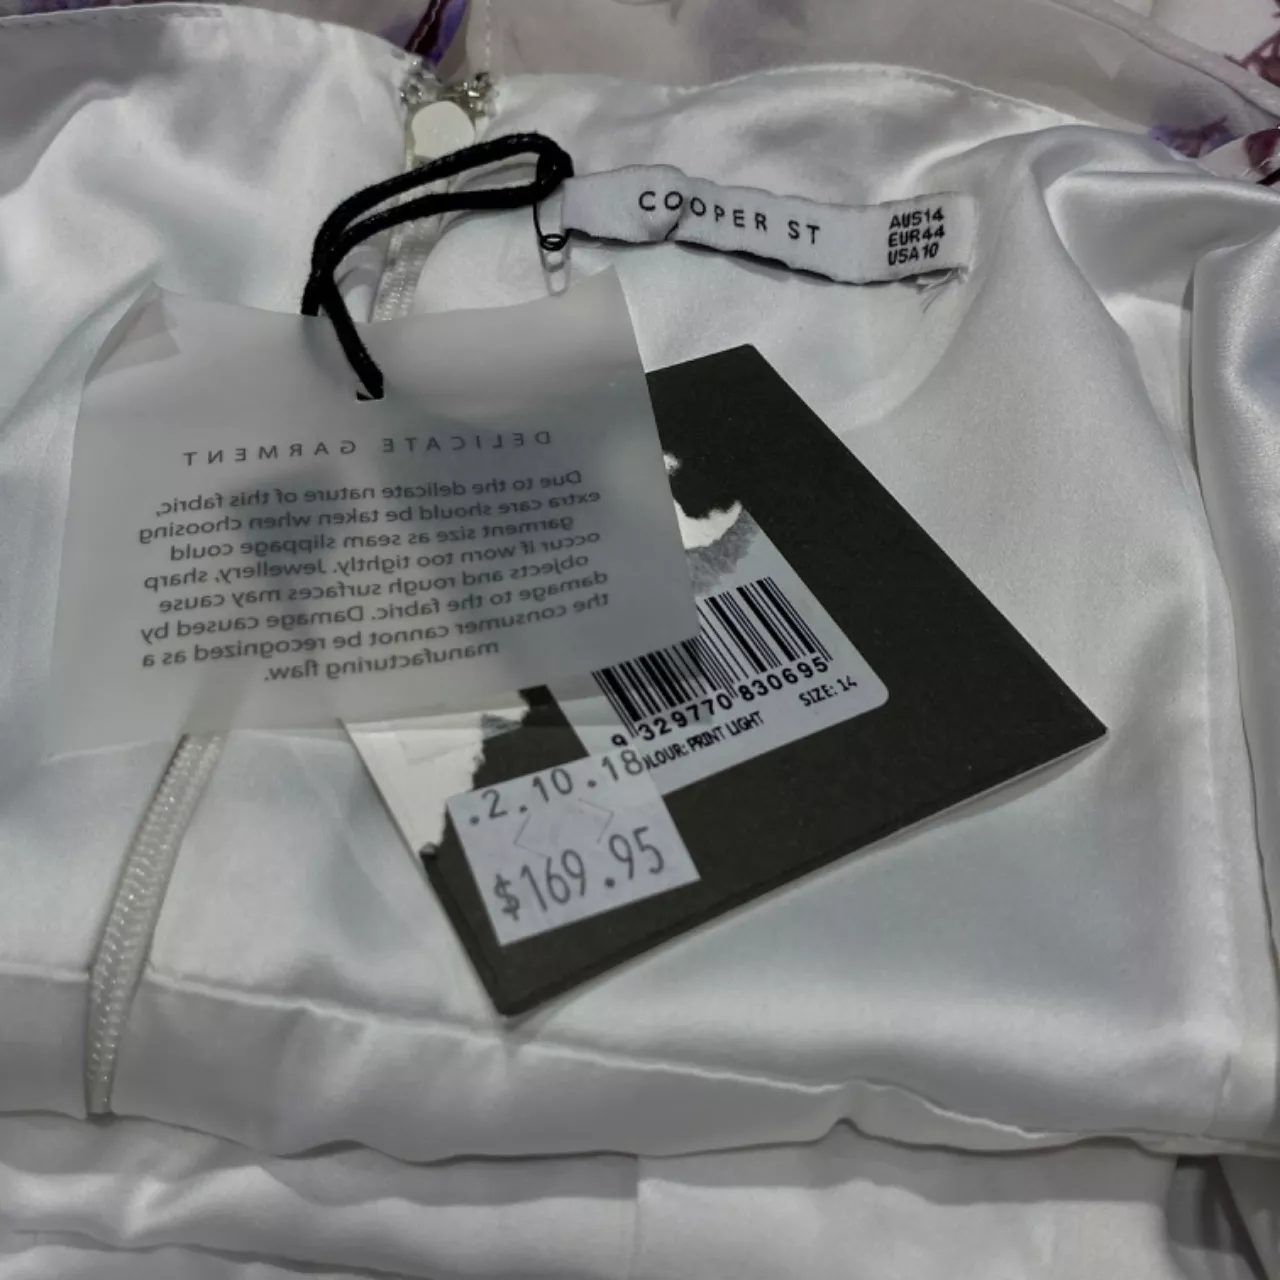 COOPER ST
AUS14
EUR44
USA10
DELICATE GARMENT
Due to the delicate nature of this fabric,
extra care should be taken when choosing
garment size as seam slippage could
occur if worn too tightly. Jewellery, sharp
objects and rough surfaces may cause
damage to the fabric. Damage caused by
the consumer cannot be recognized as a
manufacturing flaw.
9 329770 830695
OLOUR: PRINT LIGHT SIZE: 14
.2.10.18
$169.95